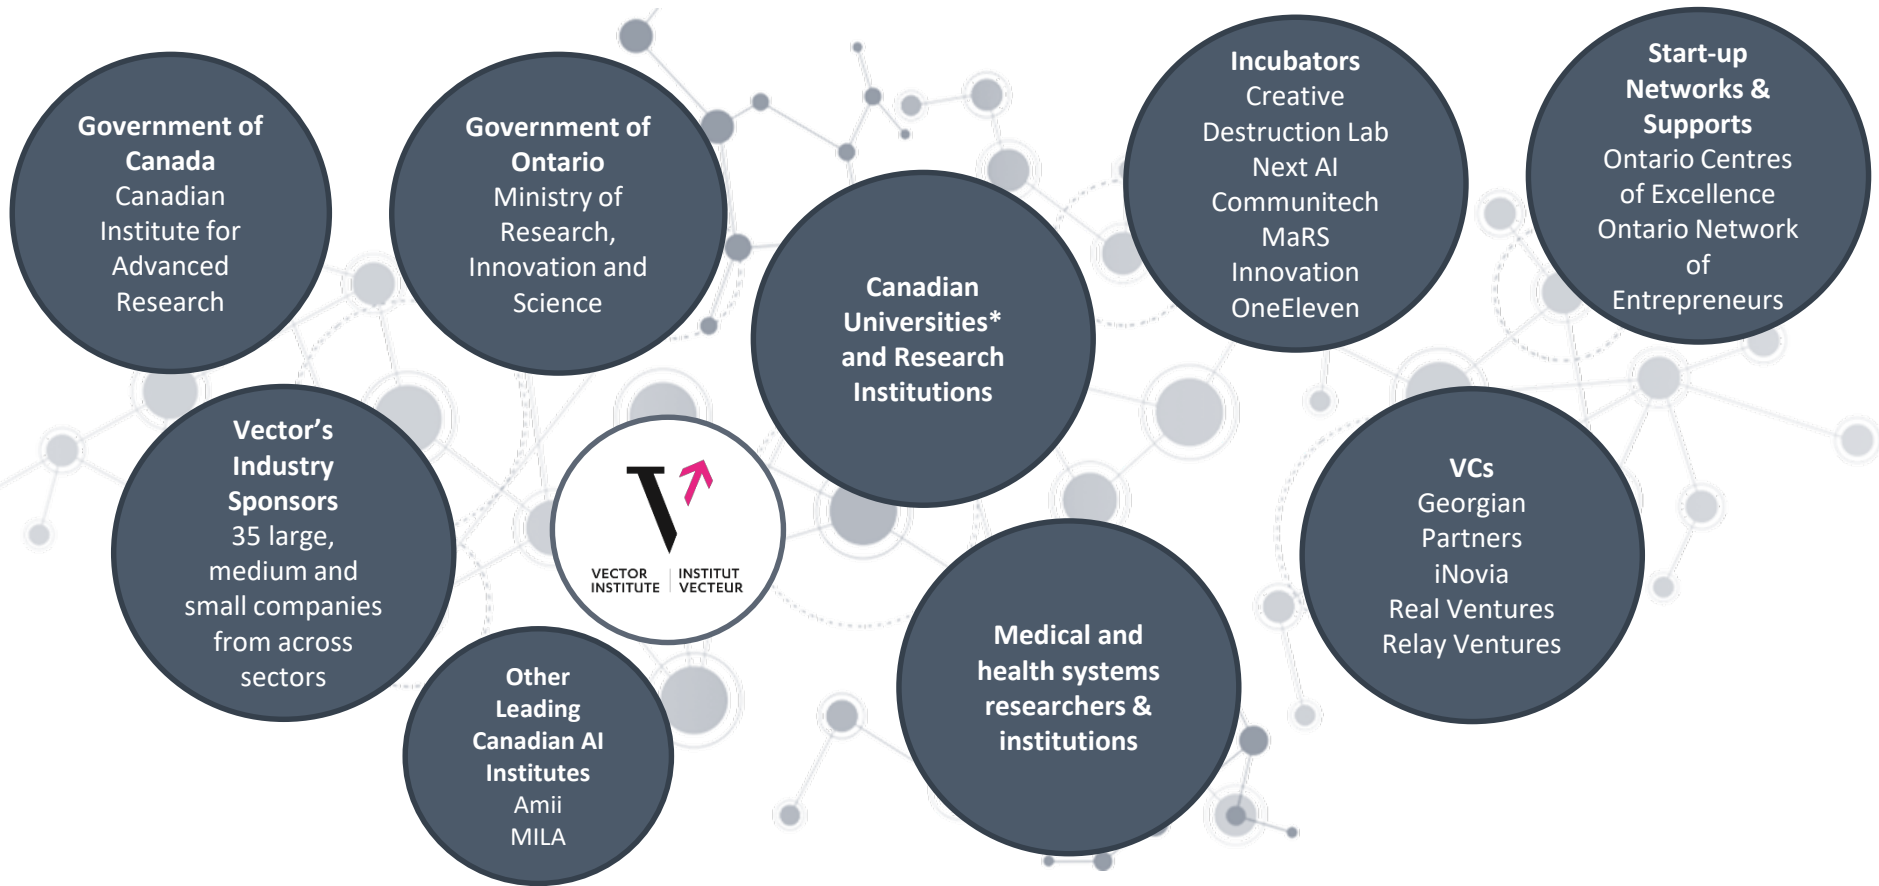 Government of
Canada
Canadian
Institute for
Advanced
Research
Government of
Ontario
Ministry of
Research,
Innovation and
Science
Canadian
Universities*
and Research
Institutions
Incubators
Creative
Destruction Lab
Next AI
Communitech
MaRS
Innovation
OneEleven
Start-up
Networks &
Supports
Ontario Centres
of Excellence
Ontario Network
of
Entrepreneurs
Vector’s
Industry
Sponsors
35 large,
medium and
small companies
from across
sectors
VECTOR
INSTITUTE
INSTITUT
VECTEUR
Other
Leading
Canadian AI
Institutes
Amii
MILA
Medical and
health systems
researchers &
institutions
VCs
Georgian
Partners
iNovia
Real Ventures
Relay Ventures